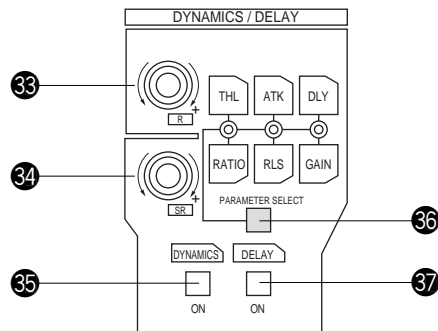 DYNAMICS / DELAY
33
R
+
THL ATK DLY
RATIO RLS GAIN
34
SR
+
PARAMETER SELECT
36
DYNAMICS DELAY
35
37
ON ON